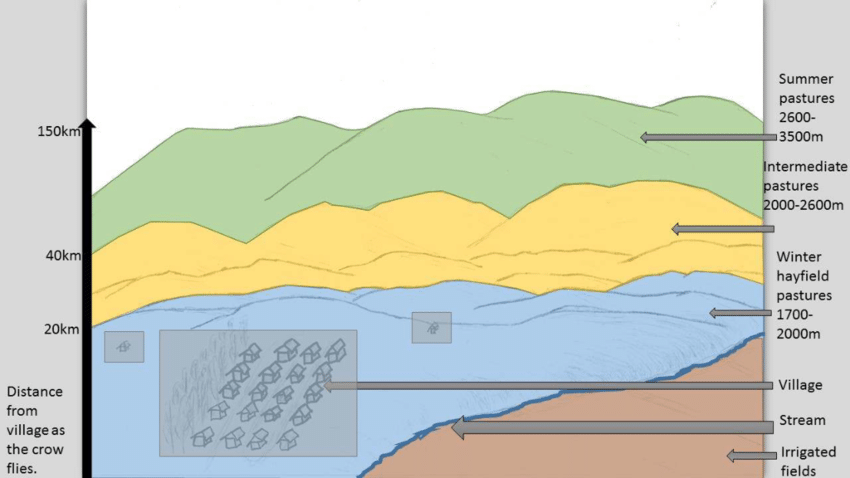 Summer
pastures
2600-
3500m
150km
Intermediate
pastures
2000-2600m
40km
Winter
hayfield
pastures
1700-
2000m
20km
Distance
from
village as
the crow
flies.
Village
Stream
Irrigated
fields